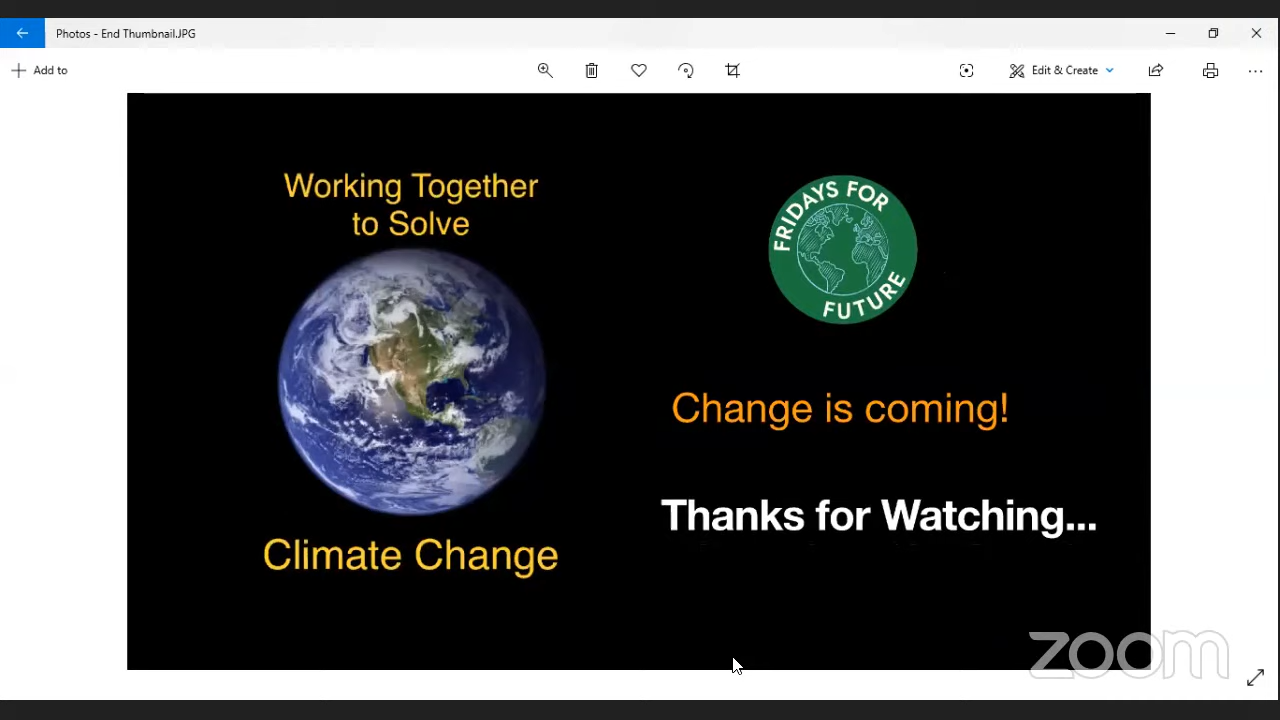 Photos - End Thumbnail.JPG
Add to
Edit & Create
Working Together
to Solve
Climate Change
FRIDAYS FOR
FUTURE
Change is coming!
Thanks for Watching...
zoom